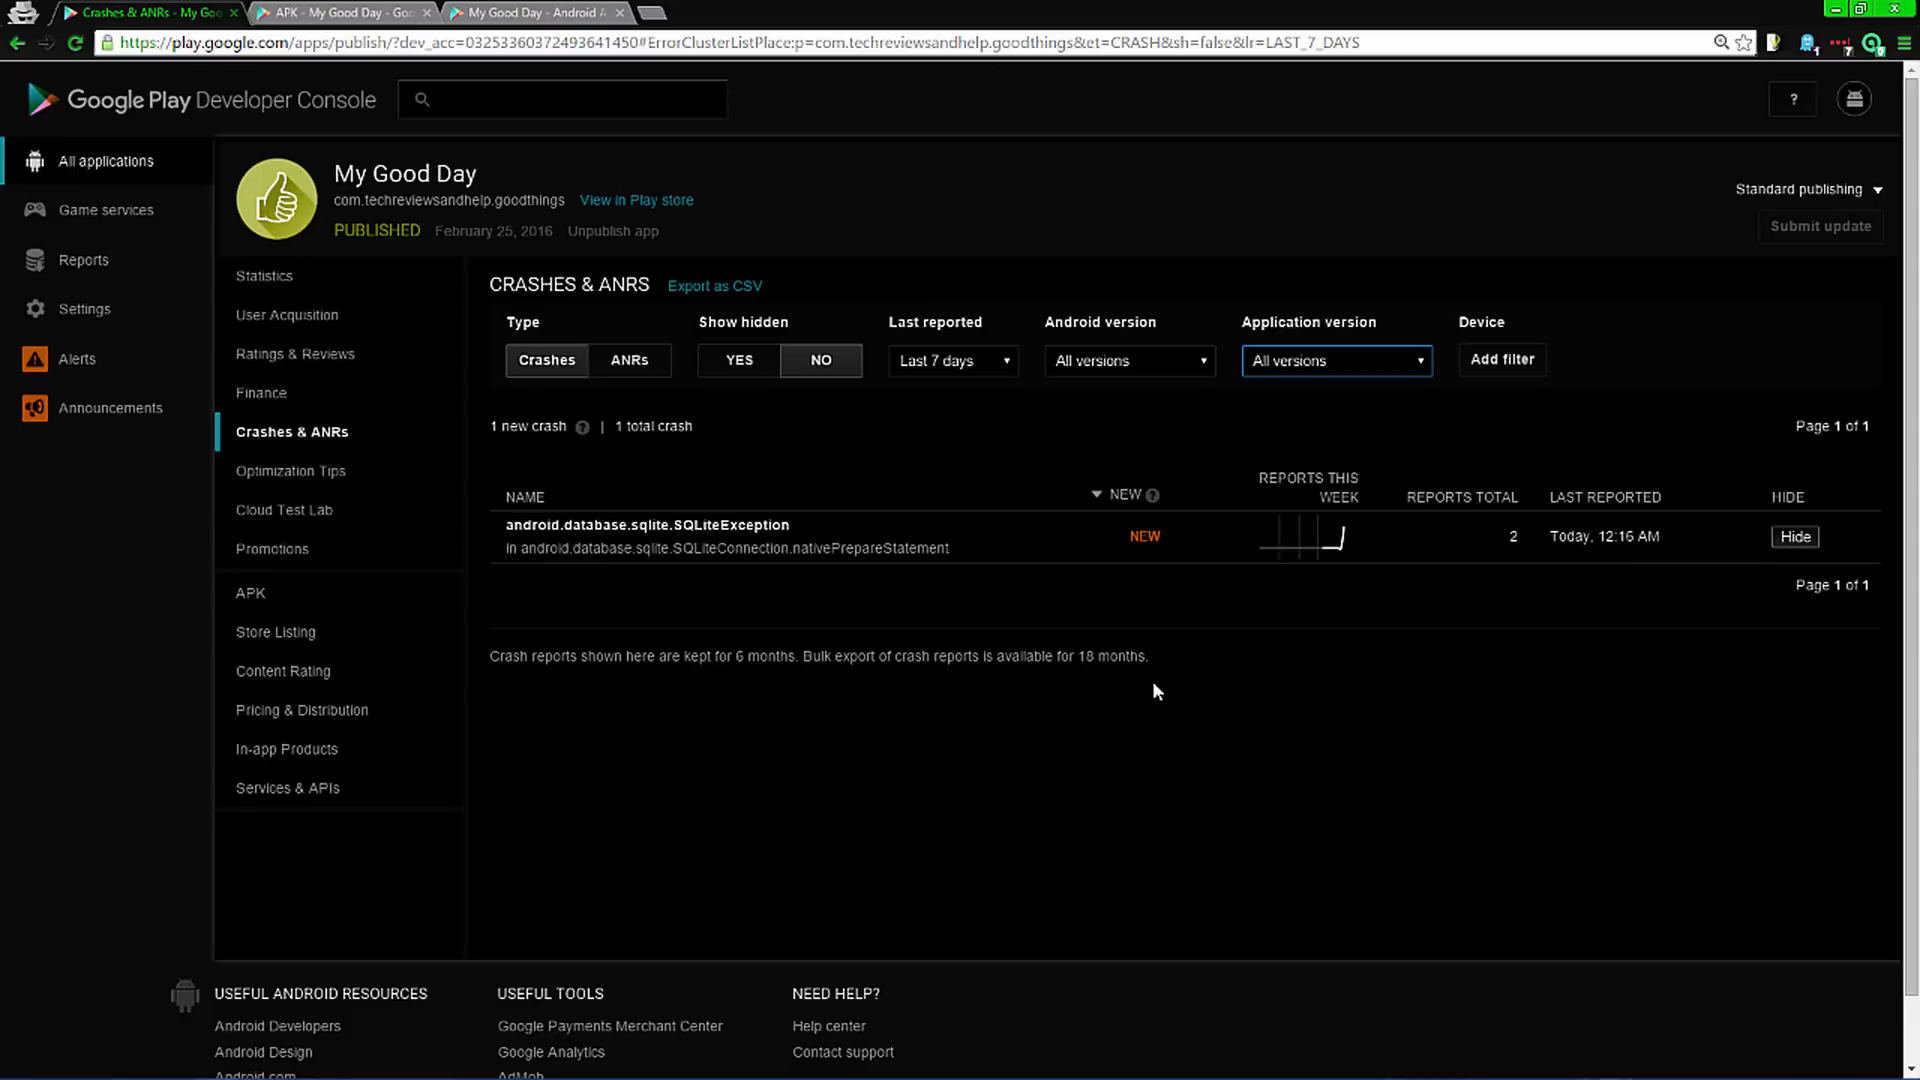 Crashes & ANRs - My Goo
APK - My Good Day - Goo
My Good Day - Android A
https://play.google.com/apps/publish/?dev_acc=03253360372493641450#ErrorClusterListPlace:p=com.techreviewsandhelp.goodthings&et=CRASH&sh=false&lr=LAST_7_DAYS
Google Play Developer Console
?
All applications
Game services
Reports
Settings
Alerts
Announcements
My Good Day
com.techreviewsandhelp.goodthings View in Play store
PUBLISHED February 25, 2016 Unpublish app
Standard publishing
Submit update
Statistics
User Acquisition
Ratings & Reviews
Finance
Crashes & ANRs
Optimization Tips
Cloud Test Lab
Promotions
APK
Store Listing
Content Rating
Pricing & Distribution
In-app Products
Services & APIs
CRASHES & ANRS Export as CSV
Type Show hidden Last reported Android version Application version Device
Crashes ANRs YES NO Last 7 days All versions All versions Add filter
1 new crash ? | 1 total crash Page 1 of 1
NAME NEW ? REPORTS THIS WEEK REPORTS TOTAL LAST REPORTED HIDE
android.database.sqlite.SQLiteException
in android.database.sqlite.SQLiteConnection.nativePrepareStatement
NEW 2 Today, 12:16 AM Hide
Page 1 of 1
Crash reports shown here are kept for 6 months. Bulk export of crash reports is available for 18 months.
USEFUL ANDROID RESOURCES
Android Developers
Android Design
Android.com
USEFUL TOOLS
Google Payments Merchant Center
Google Analytics
AdMob
NEED HELP?
Help center
Contact support